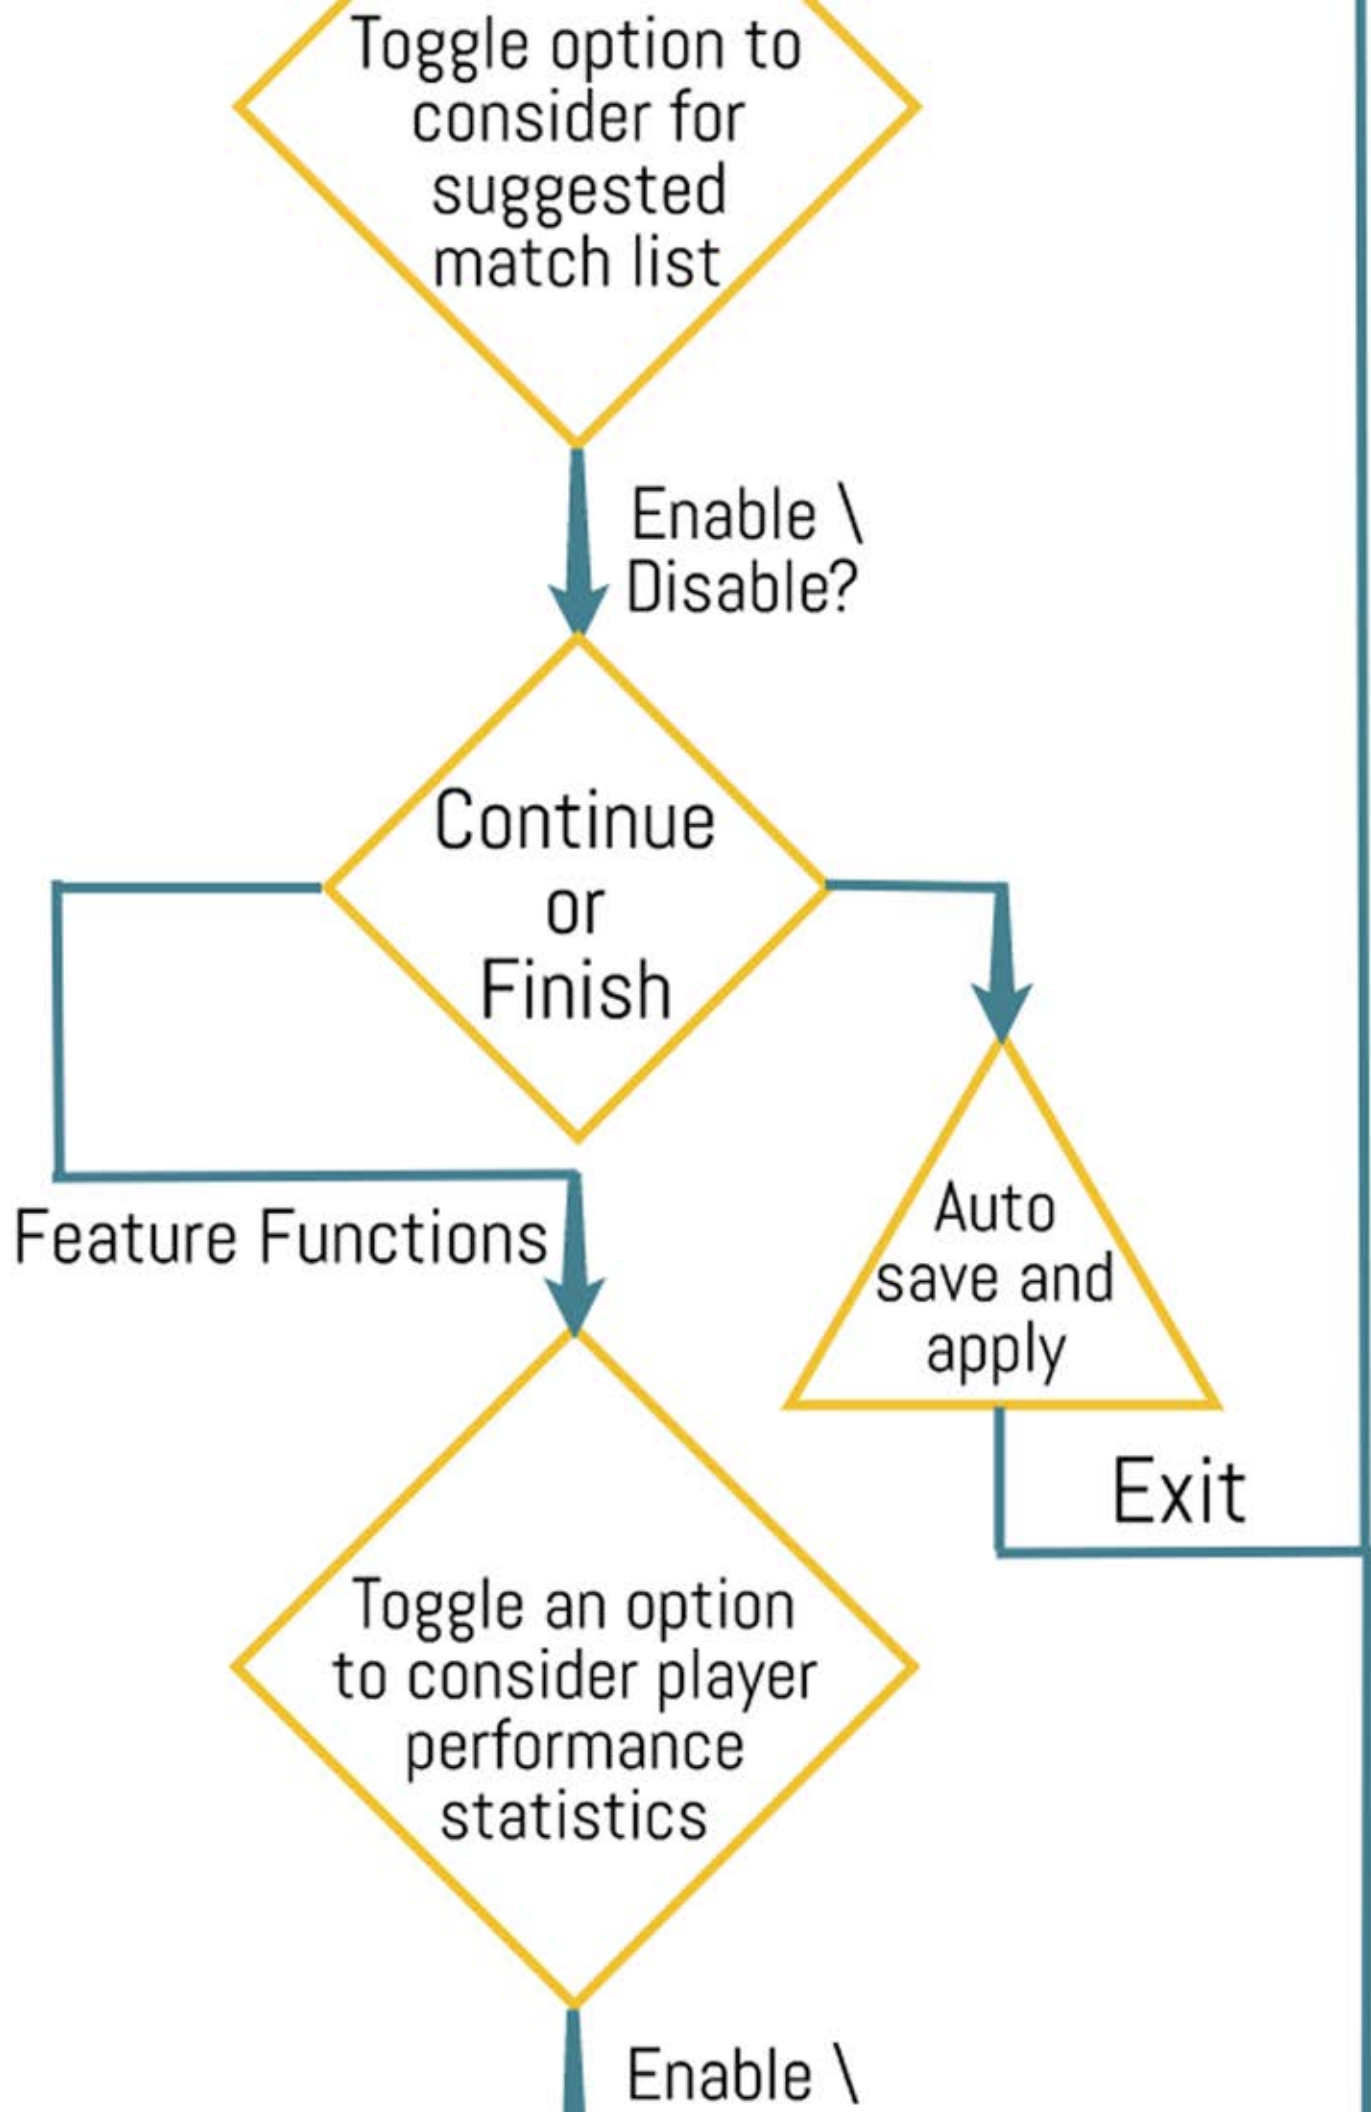 Toggle option to
consider for
suggested
match list
Enable \
Disable?
Continue
or
Finish
Feature Functions
Auto
save and
apply
Exit
Toggle an option
to consider player
performance
statistics
Enable \